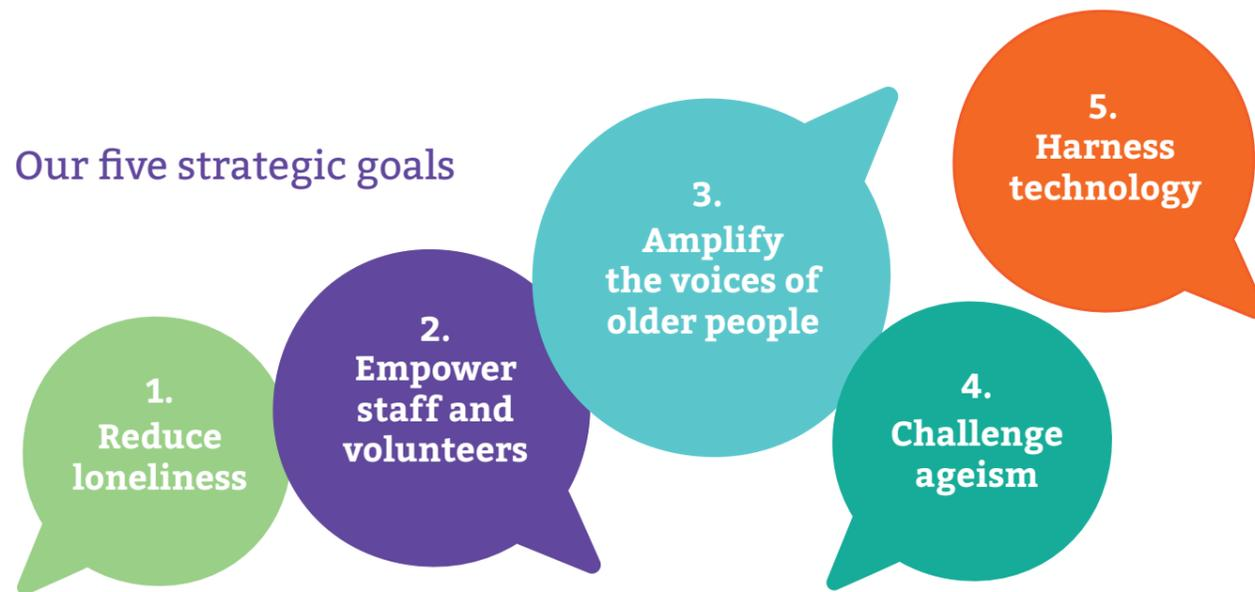 Our five strategic goals
1.
Reduce
loneliness
2.
Empower
staff and
volunteers
3.
Amplify
the voices of
older people
4.
Challenge
ageism
5.
Harness
technology